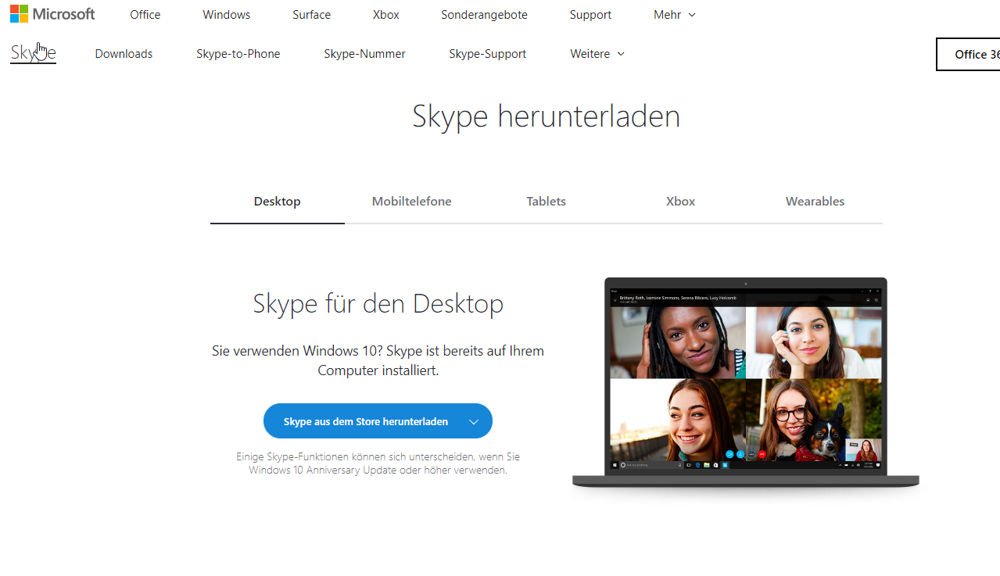 Microsoft Office Windows Surface Xbox Sonderangebote Support Mehr
Skype Downloads Skype-to-Phone Skype-Nummer Skype-Support Weitere Office 36
Skype herunterladen
Desktop Mobiltelefone Tablets Xbox Wearables
Skype für den Desktop
Sie verwenden Windows 10? Skype ist bereits auf Ihrem
Computer installiert.
Skype aus dem Store herunterladen
Einige Skype-Funktionen können sich unterscheiden, wenn Sie
Windows 10 Anniversary Update oder höher verwenden.
Skype
Brittany Roth, Jazmine Simmons, Serena Ribiero, Lucy Holcomb